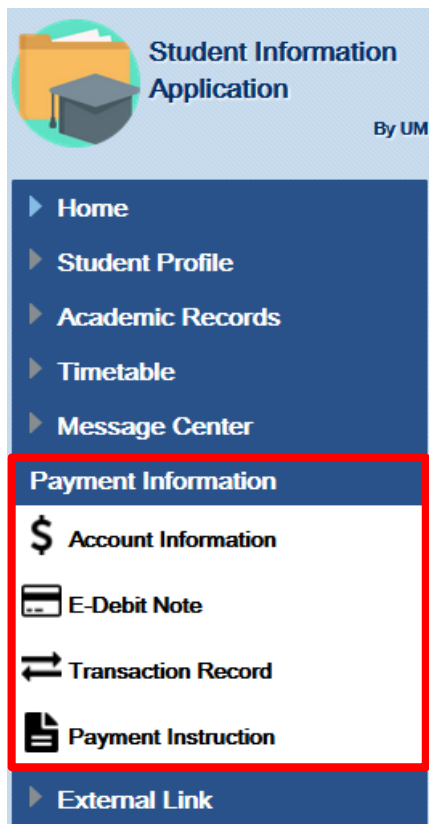 Student Information
Application
By UM
Home
Student Profile
Academic Records
Timetable
Message Center
Payment Information
$ Account Information
E-Debit Note
Transaction Record
Payment Instruction
External Link